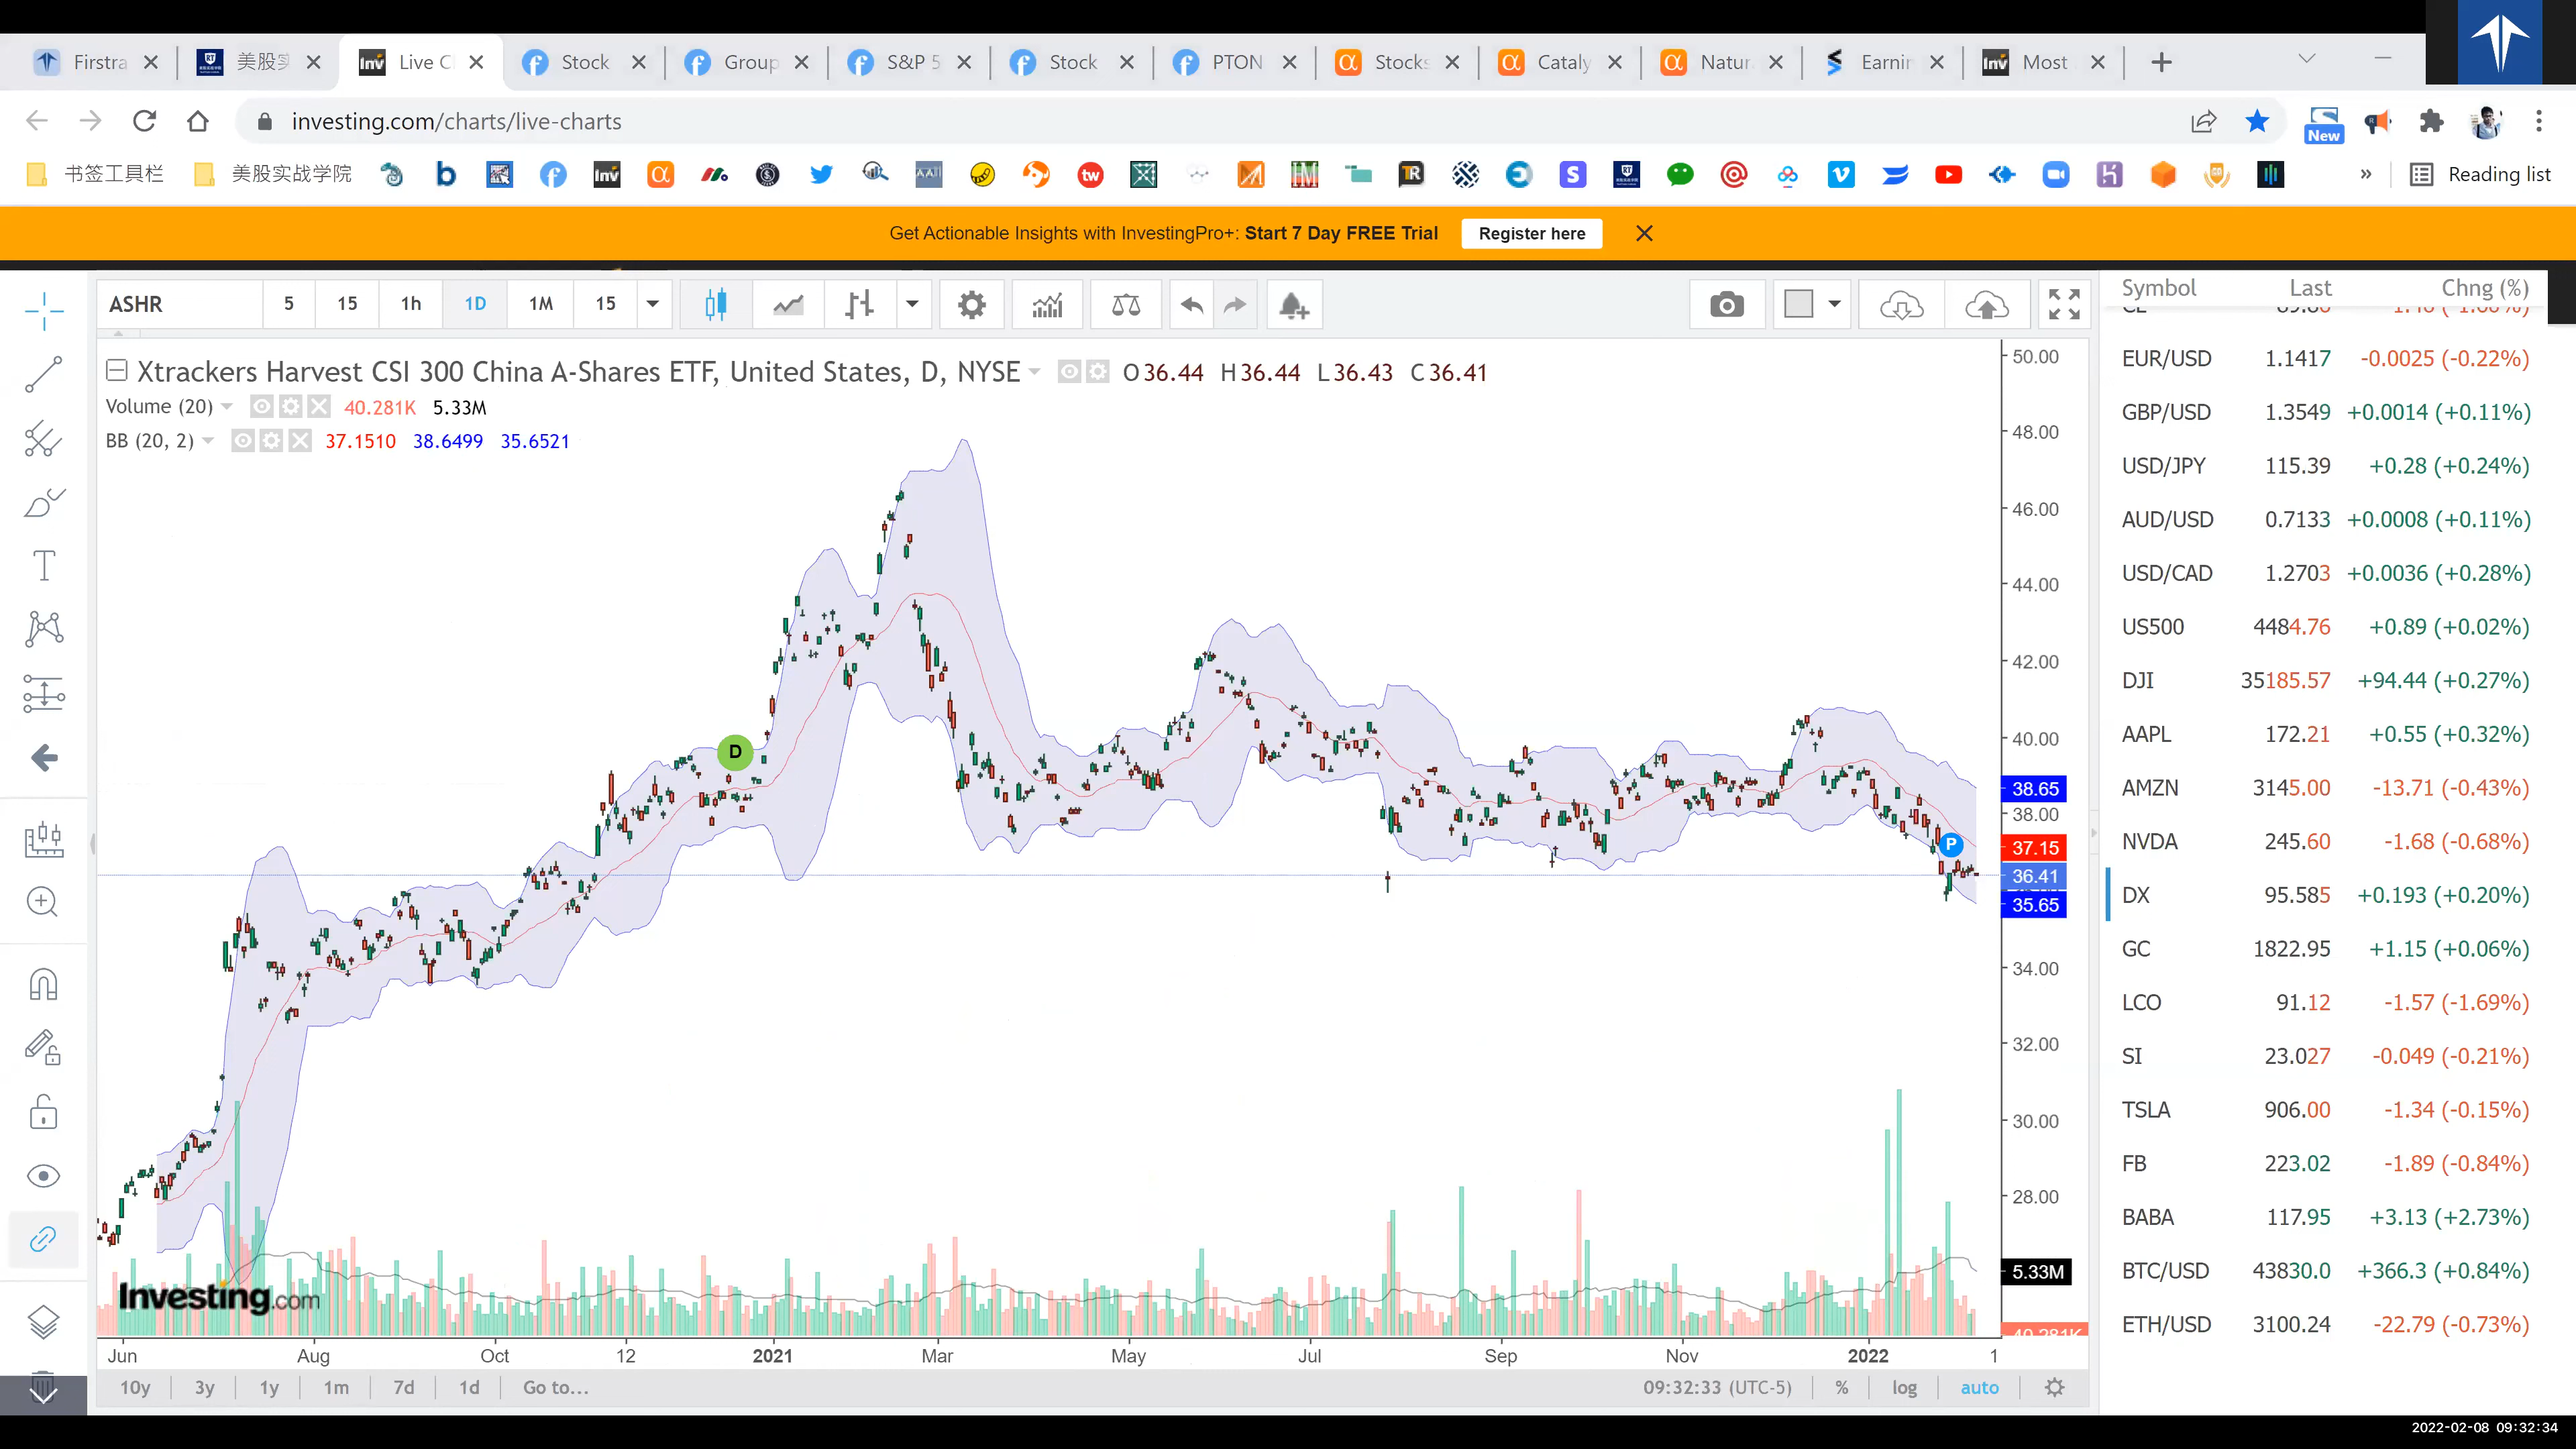 Firstra
美股实
Live C
Stock
Group
S&P 5
Stock
PTON
Stocks
Cataly
Natur
Earnin
Most
investing.com/charts/live-charts
New
书签工具栏 美股实战学院 Reading list
Get Actionable Insights with InvestingPro+: Start 7 Day FREE Trial Register here
ASHR 5 15 1h 1D 1M 15
Xtrackers Harvest CSI 300 China A-Shares ETF, United States, D, NYSE O36.44 H36.44 L36.43 C36.41
Volume (20) 40.281K 5.33M
BB (20, 2) 37.1510 38.6499 35.6521
D
P
50.00
48.00
46.00
44.00
42.00
40.00
38.65
38.00
37.15
36.41
35.65
34.00
32.00
30.00
28.00
5.33M
40.281K
Investing.com
Jun Aug Oct 12 2021 Mar May Jul Sep Nov 2022 1
10y 3y 1y 1m 7d 1d Go to... 09:32:33 (UTC-5) % log auto
Symbol Last Chng (%)
EUR/USD 1.1417 -0.0025 (-0.22%)
GBP/USD 1.3549 +0.0014 (+0.11%)
USD/JPY 115.39 +0.28 (+0.24%)
AUD/USD 0.7133 +0.0008 (+0.11%)
USD/CAD 1.2703 +0.0036 (+0.28%)
US500 4484.76 +0.89 (+0.02%)
DJI 35185.57 +94.44 (+0.27%)
AAPL 172.21 +0.55 (+0.32%)
AMZN 3145.00 -13.71 (-0.43%)
NVDA 245.60 -1.68 (-0.68%)
DX 95.585 +0.193 (+0.20%)
GC 1822.95 +1.15 (+0.06%)
LCO 91.12 -1.57 (-1.69%)
SI 23.027 -0.049 (-0.21%)
TSLA 906.00 -1.34 (-0.15%)
FB 223.02 -1.89 (-0.84%)
BABA 117.95 +3.13 (+2.73%)
BTC/USD 43830.0 +366.3 (+0.84%)
ETH/USD 3100.24 -22.79 (-0.73%)
2022-02-08 09:32:34